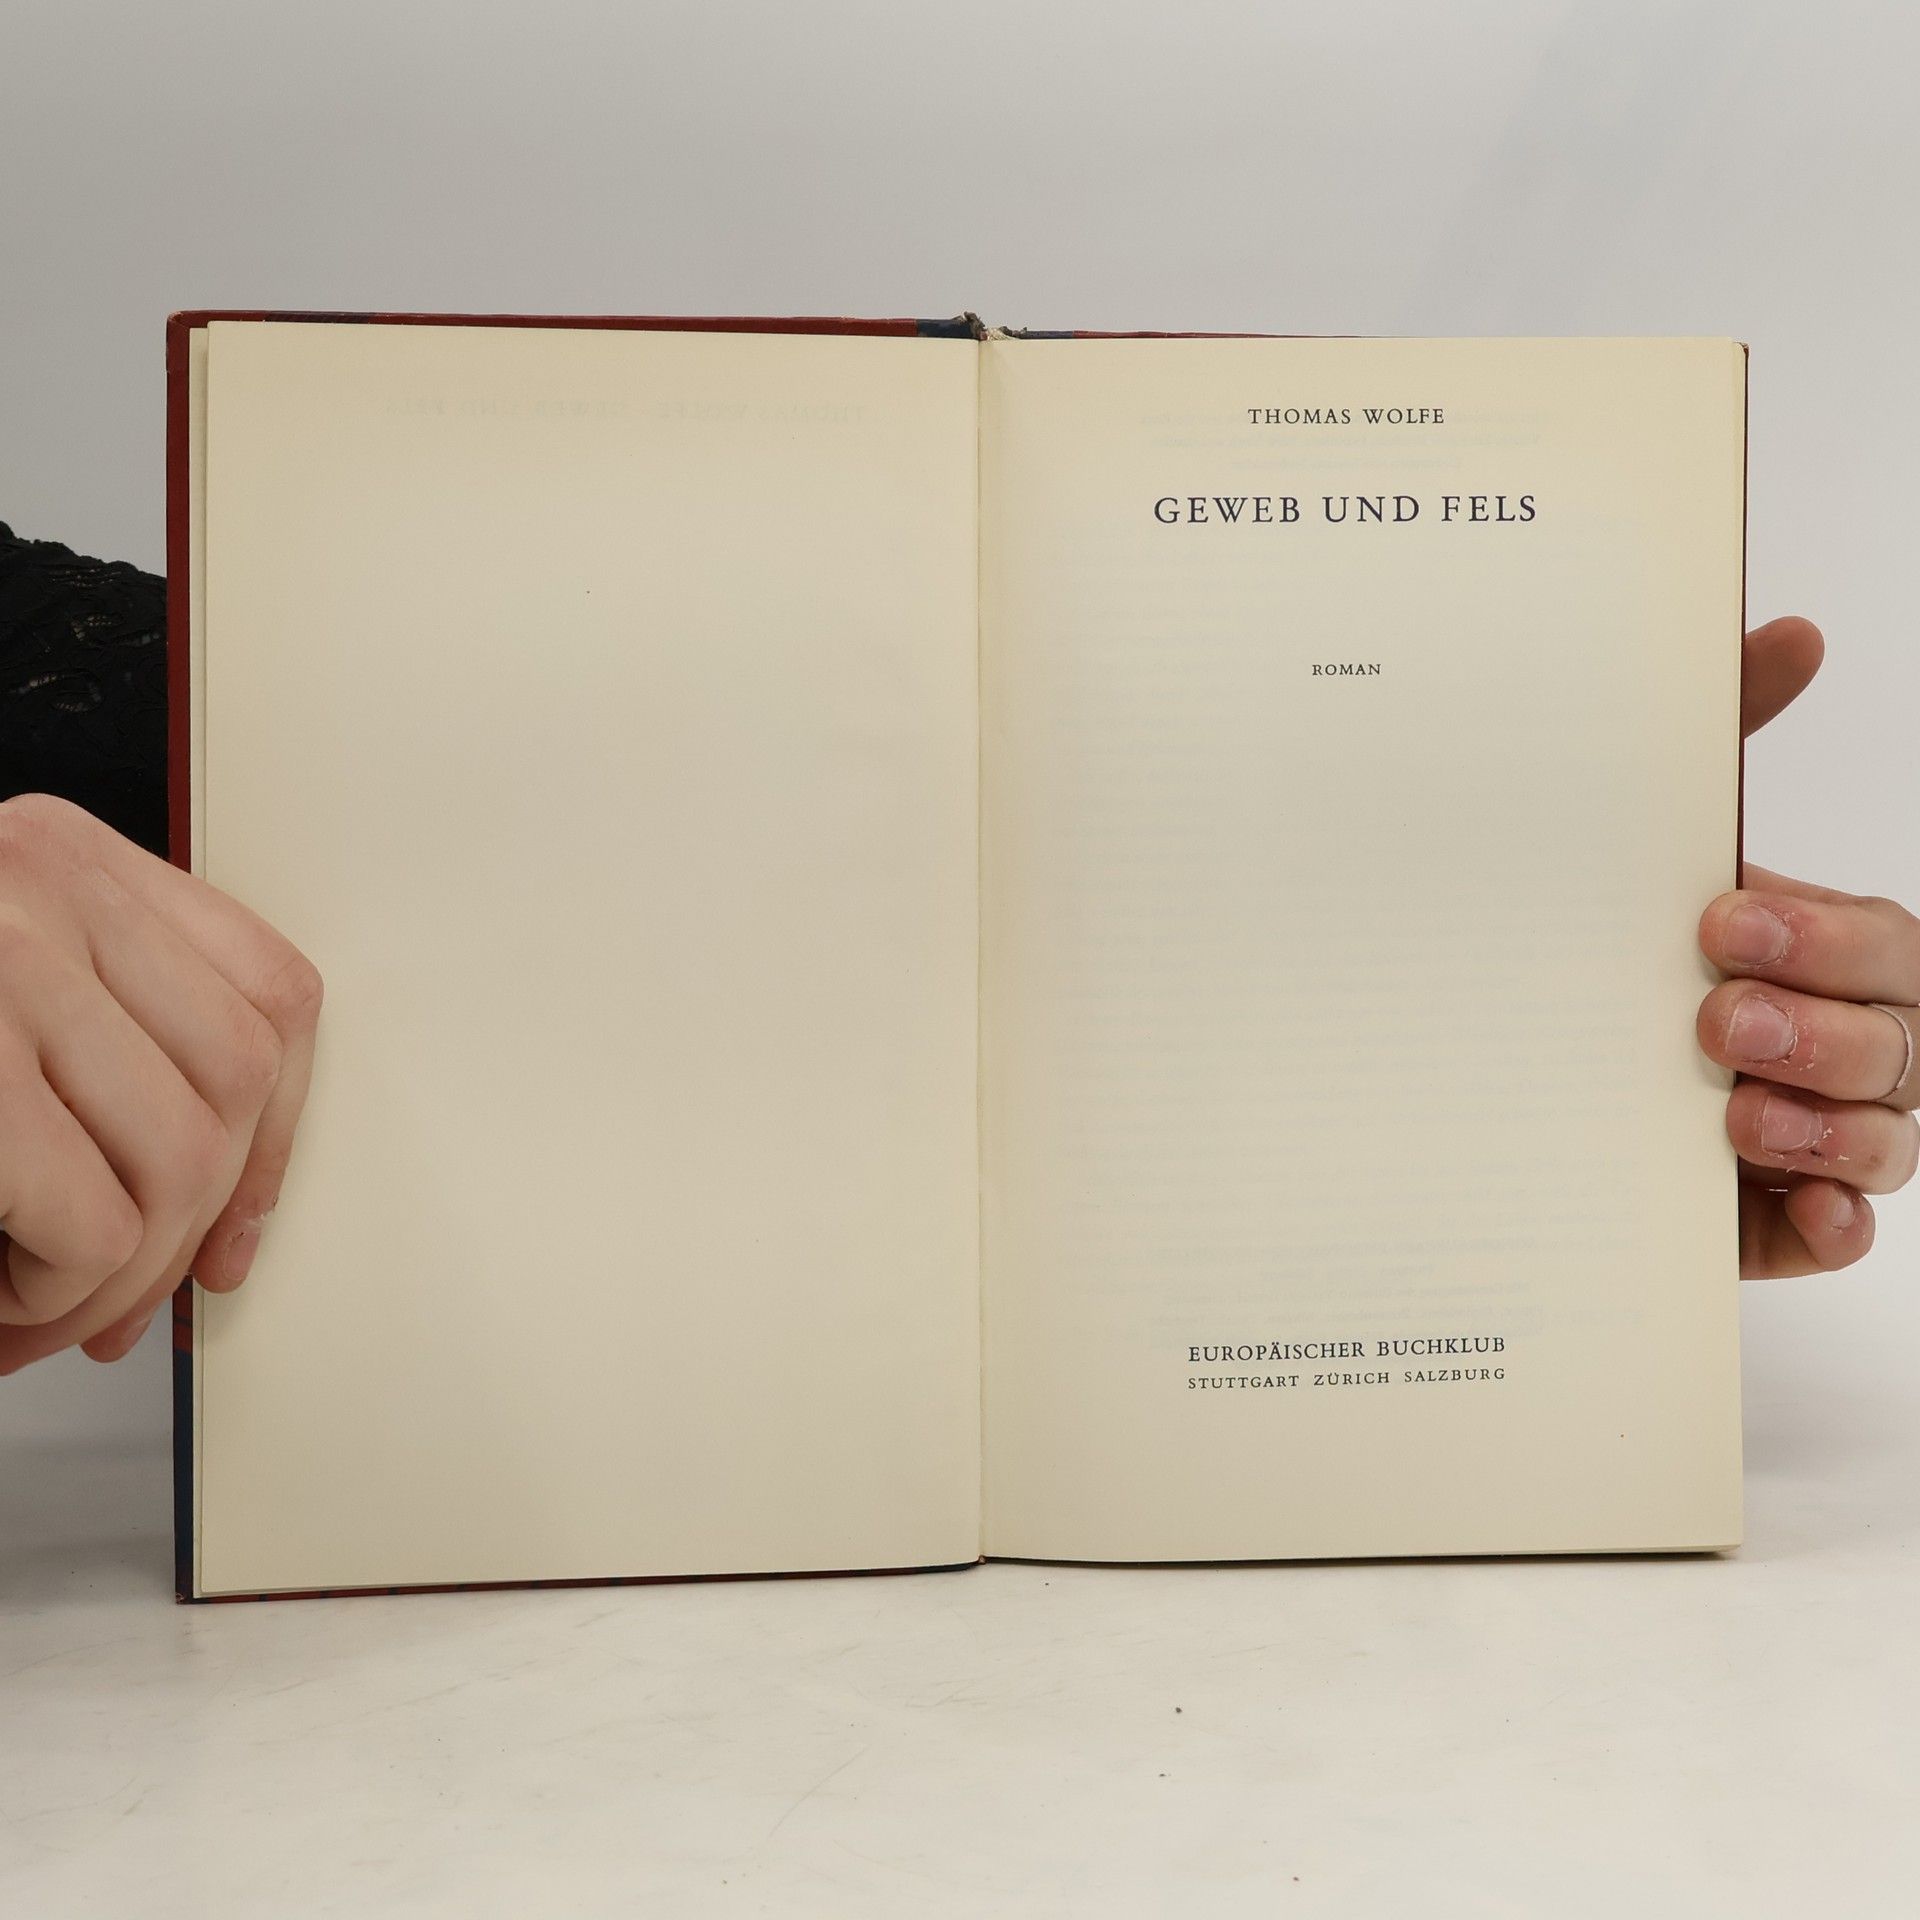 THOMAS WOLFE
GEWEB UND FELS
ROMAN
EUROPÄISCHER BUCHKLUB
STUTTGART ZÜRICH SALZBURG